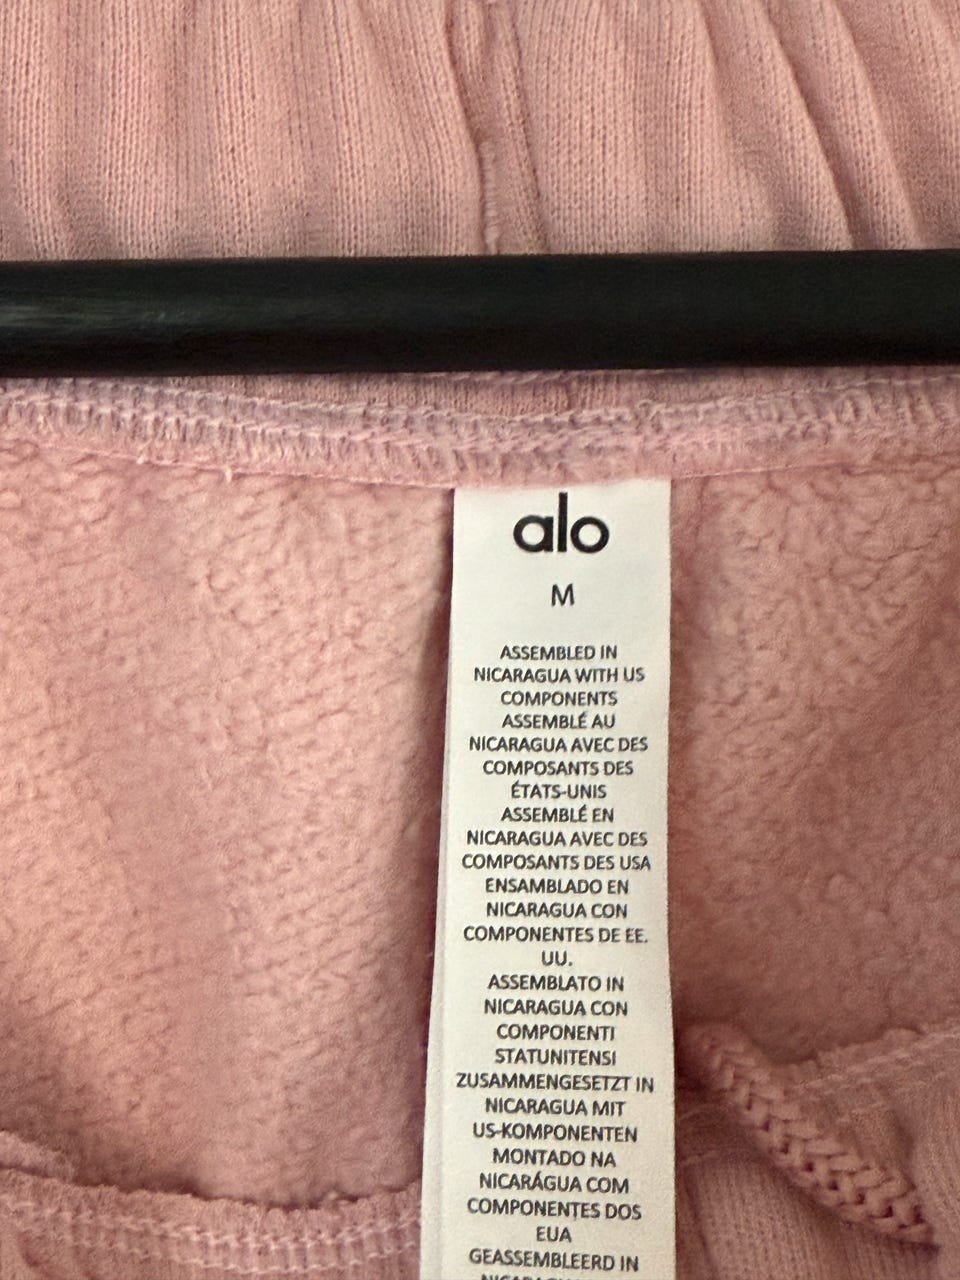 alo
M
ASSEMBLED IN
NICARAGUA WITH US
COMPONENTS
ASSEMBLÉ AU
NICARAGUA AVEC DES
COMPOSANTS DES
ÉTATS-UNIS
ASSEMBLÉ EN
NICARAGUA AVEC DES
COMPOSANTS DES USA
ENSAMBLADO EN
NICARAGUA CON
COMPONENTES DE EE.
UU.
ASSEMBLATO IN
NICARAGUA CON
COMPONENTI
STATUNITENSI
ZUSAMMENGESETZT IN
NICARAGUA MIT
US-KOMPONENTEN
MONTADO NA
NICARÁGUA COM
COMPONENTES DOS
EUA
GEASSEMBLEERD IN